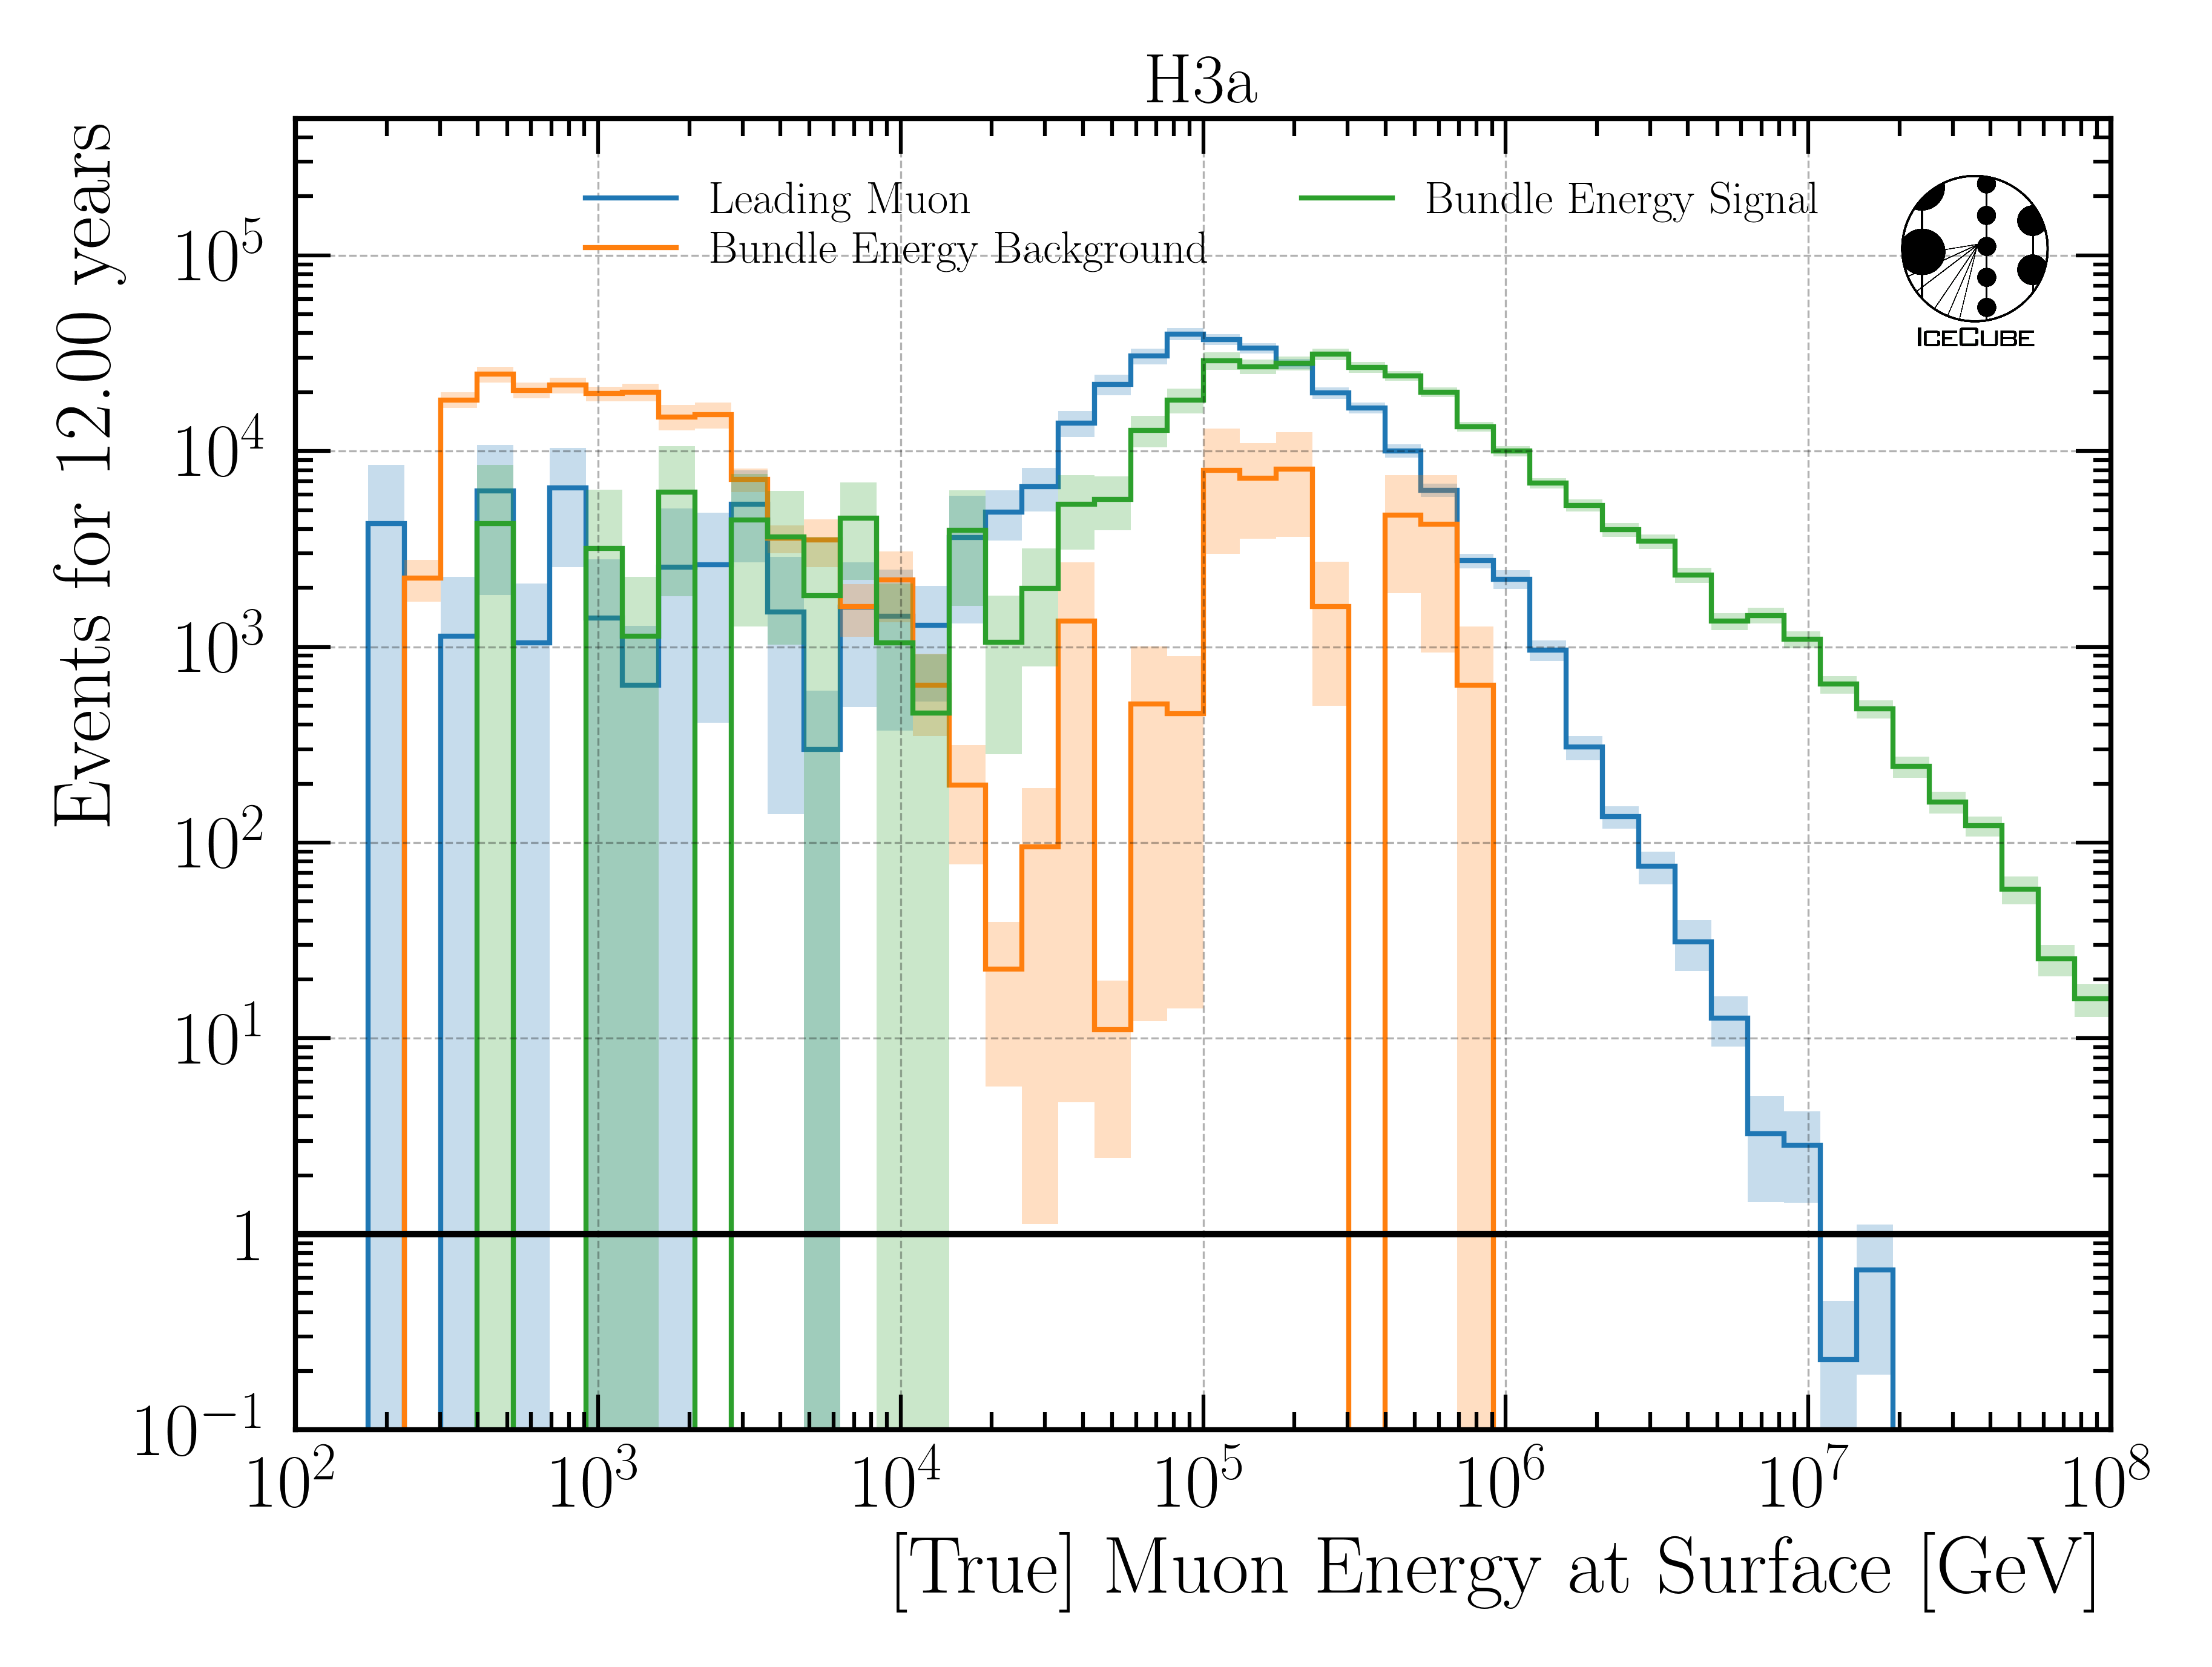 H3a
Events for 12.00 years
Leading Muon
Bundle Energy Background
Bundle Energy Signal
ICECUBE
10^5
10^4
10^3
10^2
10^1
1
10^−1
10^2 10^3 10^4 10^5 10^6 10^7 10^8
[True] Muon Energy at Surface [GeV]